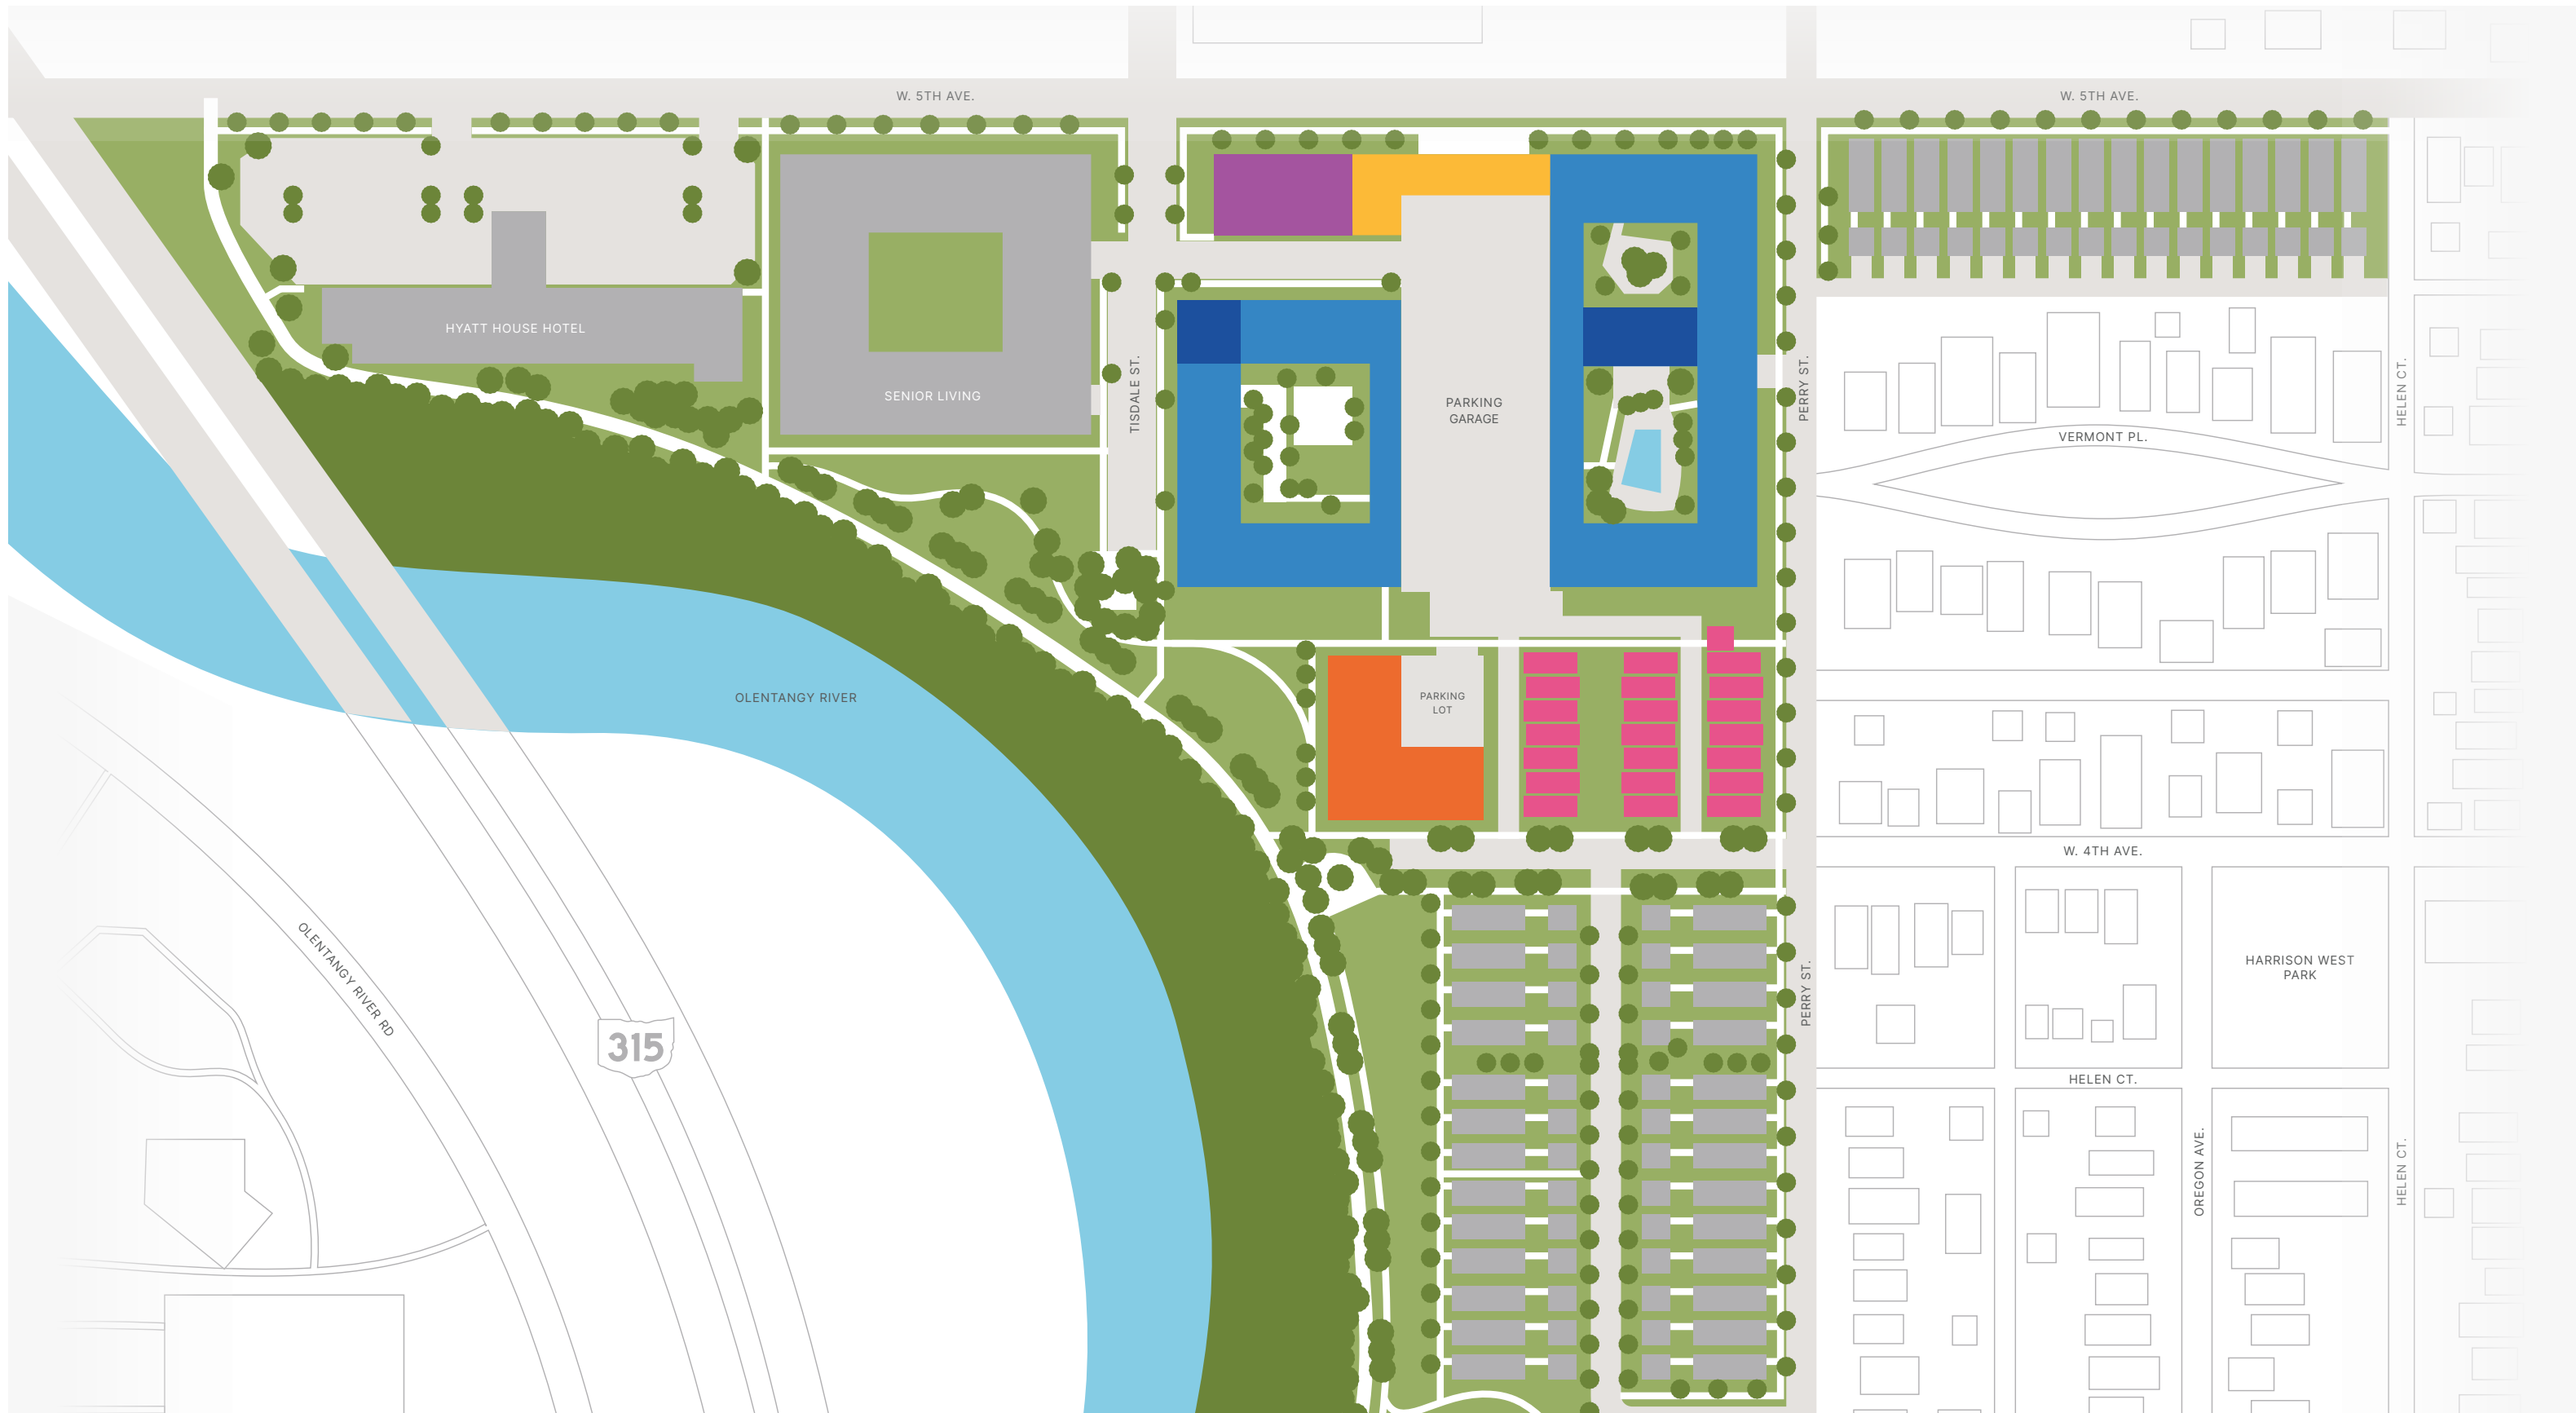 W. 5TH AVE.
W. 5TH AVE.
HYATT HOUSE HOTEL
SENIOR LIVING
TISDALE ST.
PARKING
GARAGE
PERRY ST.
HELEN CT.
VERMONT PL.
OLENTANGY RIVER
PARKING
LOT
W. 4TH AVE.
OLENTANGY RIVER RD
315
PERRY ST.
HARRISON WEST
PARK
HELEN CT.
OREGON AVE.
HELEN CT.